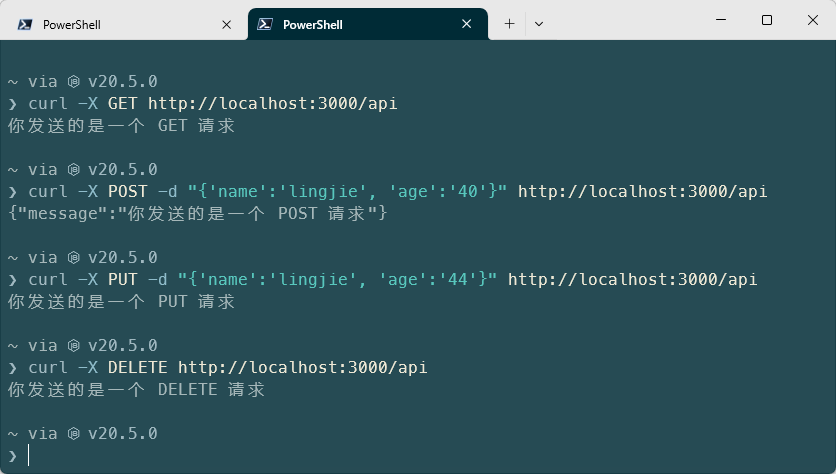 PowerShell
PowerShell
~ via v20.5.0
❯ curl -X GET http://localhost:3000/api
你发送的是一个 GET 请求
~ via v20.5.0
❯ curl -X POST -d "{'name':'lingjie', 'age':'40'}" http://localhost:3000/api
{"message":"你发送的是一个 POST 请求"}
~ via v20.5.0
❯ curl -X PUT -d "{'name':'lingjie', 'age':'44'}" http://localhost:3000/api
你发送的是一个 PUT 请求
~ via v20.5.0
❯ curl -X DELETE http://localhost:3000/api
你发送的是一个 DELETE 请求
~ via v20.5.0
❯